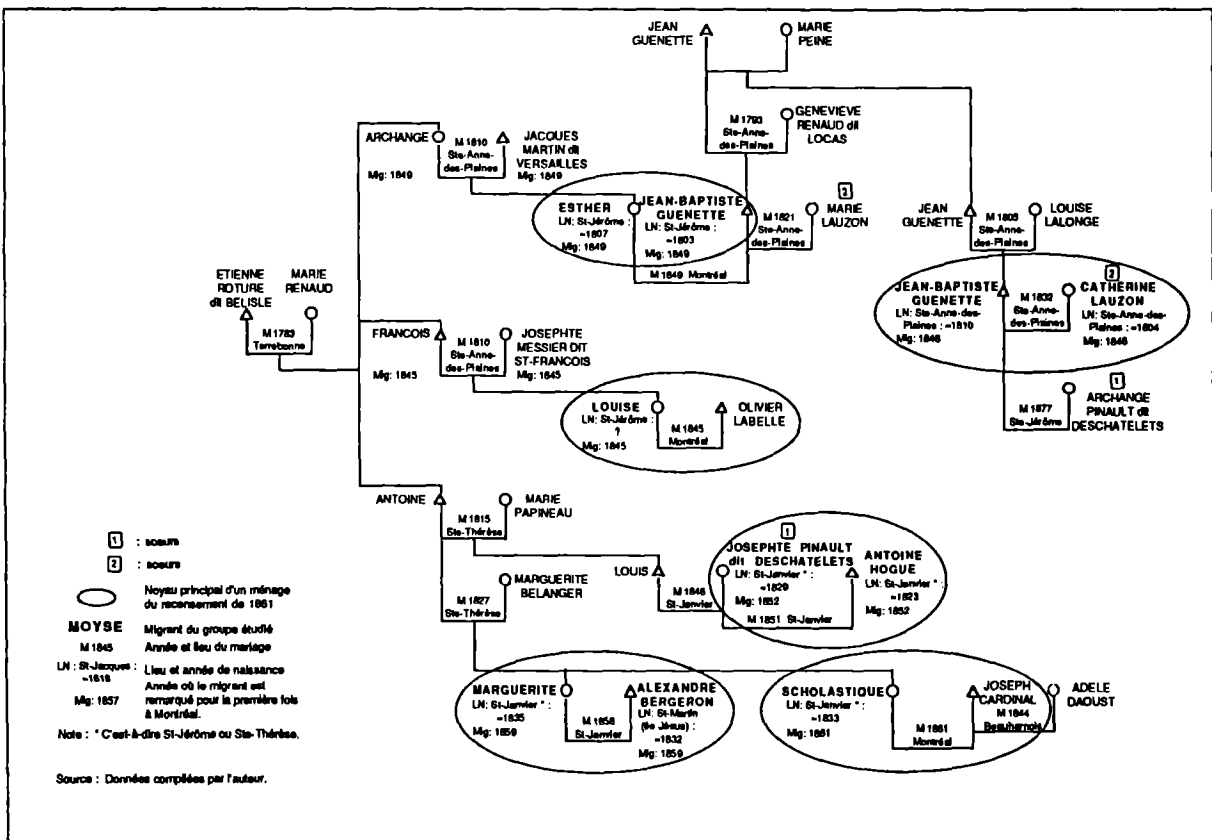 JEAN
GUENETTE
MARIE
PEINE
M 1793
Ste-Anne-
des-Plaines
GENEVIEVE
RENAUD dit
LOCAS
ARCHANGE
M 1810
Ste-Anne-
des-Plaines
JACQUES
MARTIN dit
VERSAILLES
Mig: 1849
Mig: 1849
ESTHER
LN: St-Jérôme :
≈1807
Mig: 1849
JEAN-BAPTISTE
GUENETTE
LN: St-Jérôme :
≈1803
Mig: 1849
M 1849 Montréal
M 1821
Ste-Anne-
des-Plaines
2
MARIE
LAUZON
JEAN
GUENETTE
M 1805
Ste-Anne-
des-Plaines
LOUISE
LALONGE
JEAN-BAPTISTE
GUENETTE
LN: Ste-Anne-des-
Plaines : ≈1810
Mig: 1846
M 1832
Ste-Anne-
des-Plaines
2
CATHERINE
LAUZON
LN: Ste-Anne-des-
Plaines : ≈1804
Mig: 1846
M 1877
Ste-Jérôme
1
ARCHANGE
PINAULT dit
DESCHATELETS
ETIENNE
ROTURE
dit BELISLE
MARIE
RENAUD
M 1783
Terrebonne
FRANCOIS
M 1810
Ste-Anne-
des-Plaines
JOSEPHTE
MESSIER DIT
ST-FRANCOIS
Mig: 1845
Mig: 1845
LOUISE
LN: St-Jérôme :
?
Mig: 1845
M 1845
Montréal
OLIVIER
LABELLE
ANTOINE
M 1815
Ste-Thérèse
MARIE
PAPINEAU
M 1827
Ste-Thérèse
MARGUERITE
BELANGER
LOUIS
M 1846
St-Janvier
1
JOSEPHTE PINAULT
dit DESCHATELETS
LN: St-Janvier * :
≈1829
Mig: 1852
M 1851 St-Janvier
ANTOINE
HOGUE
LN: St-Janvier * :
≈1823
Mig: 1852
MARGUERITE
LN: St-Janvier * :
≈1835
Mig: 1859
M 1858
St-Janvier
ALEXANDRE
BERGERON
LN: St-Martin
(île Jésus) :
≈1832
Mig: 1859
SCHOLASTIQUE
LN: St-Janvier * :
≈1833
Mig: 1861
M 1861
Montréal
JOSEPH
CARDINAL
M 1844
Beauharnois
ADELE
DAOUST
1 : soeurs
2 : soeurs
Noyau principal d'un ménage
du recensement de 1861
MOYSE Migrant du groupe étudié
M 1845 Année et lieu du mariage
LN : St-Jacques : Lieu et année de naissance
≈1818
Mig: 1857 Année où le migrant est
remarqué pour la première fois
à Montréal.
Note : * C'est-à-dire St-Jérôme ou Ste-Thérèse.
Source : Données compilées par l'auteur.